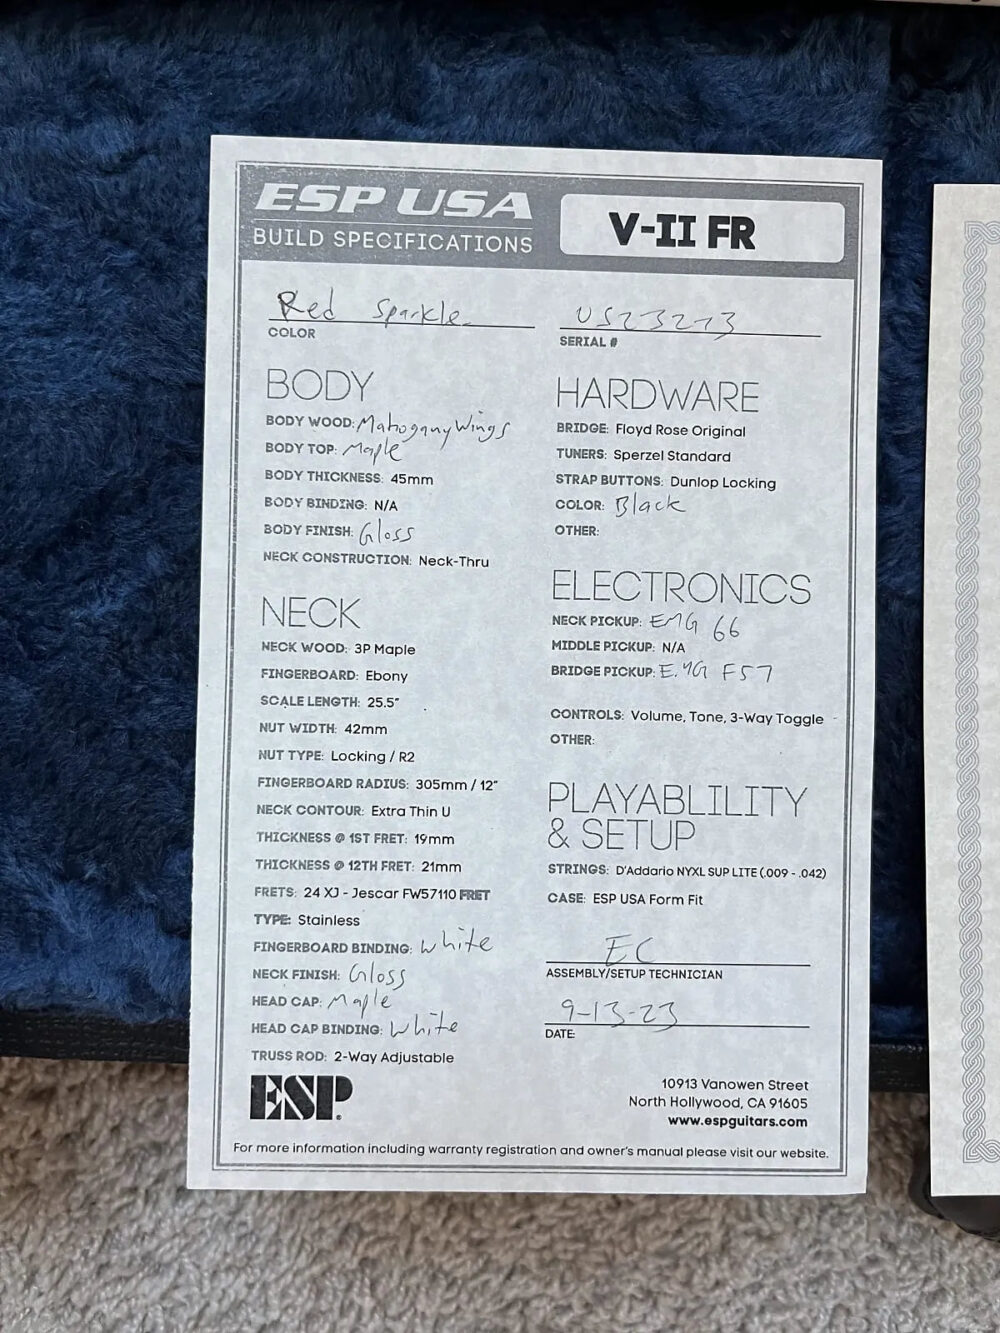 ESP USA
BUILD SPECIFICATIONS
V-II FR
Red Sparkle
COLOR
US23273
SERIAL #
BODY
BODY WOOD: Mahogany Wings
BODY TOP: Maple
BODY THICKNESS: 45mm
BODY BINDING: N/A
BODY FINISH: Gloss
NECK CONSTRUCTION: Neck-Thru
NECK
NECK WOOD: 3P Maple
FINGERBOARD: Ebony
SCALE LENGTH: 25.5"
NUT WIDTH: 42mm
NUT TYPE: Locking / R2
FINGERBOARD RADIUS: 305mm / 12"
NECK CONTOUR: Extra Thin U
THICKNESS @ 1ST FRET: 19mm
THICKNESS @ 12TH FRET: 21mm
FRETS: 24 XJ - Jescar FW57110 FRET
TYPE: Stainless
FINGERBOARD BINDING: White
NECK FINISH: Gloss
HEAD CAP: Maple
HEAD CAP BINDING: White
TRUSS ROD: 2-Way Adjustable
HARDWARE
BRIDGE: Floyd Rose Original
TUNERS: Sperzel Standard
STRAP BUTTONS: Dunlop Locking
COLOR: Black
OTHER:
ELECTRONICS
NECK PICKUP: EMG 66
MIDDLE PICKUP: N/A
BRIDGE PICKUP: EMG F57
CONTROLS: Volume, Tone, 3-Way Toggle
OTHER:
PLAYABLILITY
& SETUP
STRINGS: D'Addario NYXL SUP LITE (.009 - .042)
CASE: ESP USA Form Fit
EC
ASSEMBLY/SETUP TECHNICIAN
9-13-23
DATE:
ESP
10913 Vanowen Street
North Hollywood, CA 91605
www.espguitars.com
For more information including warranty registration and owner's manual please visit our website.